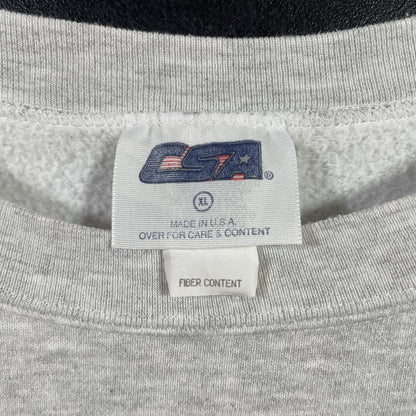 CSA®
XL
MADE IN U.S.A.
OVER FOR CARE & CONTENT
FIBER CONTENT